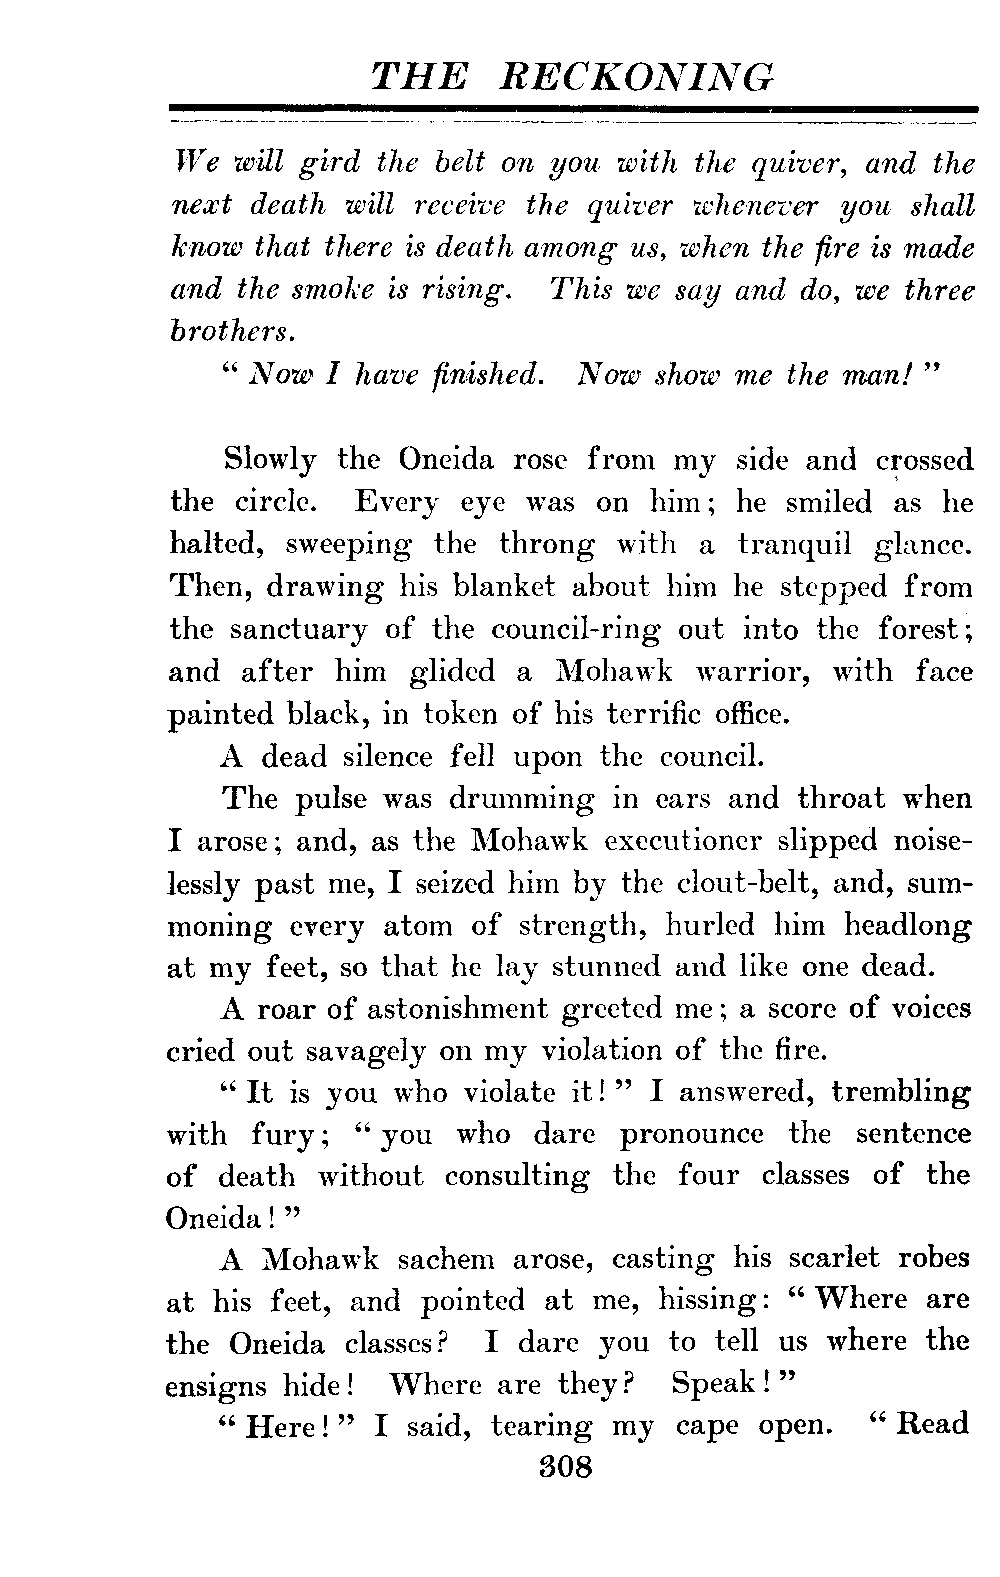 THE RECKONING
We will gird the belt on you with the quiver, and the
next death will receive the quiver whenever you shall
know that there is death among us, when the fire is made
and the smoke is rising. This we say and do, we three
brothers.
“ Now I have finished. Now show me the man! ”
Slowly the Oneida rose from my side and crossed
the circle. Every eye was on him; he smiled as he
halted, sweeping the throng with a tranquil glance.
Then, drawing his blanket about him he stepped from
the sanctuary of the council-ring out into the forest;
and after him glided a Mohawk warrior, with face
painted black, in token of his terrific office.
A dead silence fell upon the council.
The pulse was drumming in ears and throat when
I arose; and, as the Mohawk executioner slipped noise-
lessly past me, I seized him by the clout-belt, and, sum-
moning every atom of strength, hurled him headlong
at my feet, so that he lay stunned and like one dead.
A roar of astonishment greeted me; a score of voices
cried out savagely on my violation of the fire.
“ It is you who violate it! ” I answered, trembling
with fury; “ you who dare pronounce the sentence
of death without consulting the four classes of the
Oneida! ”
A Mohawk sachem arose, casting his scarlet robes
at his feet, and pointed at me, hissing: “ Where are
the Oneida classes? I dare you to tell us where the
ensigns hide! Where are they? Speak! ”
“ Here! ” I said, tearing my cape open. “ Read
308